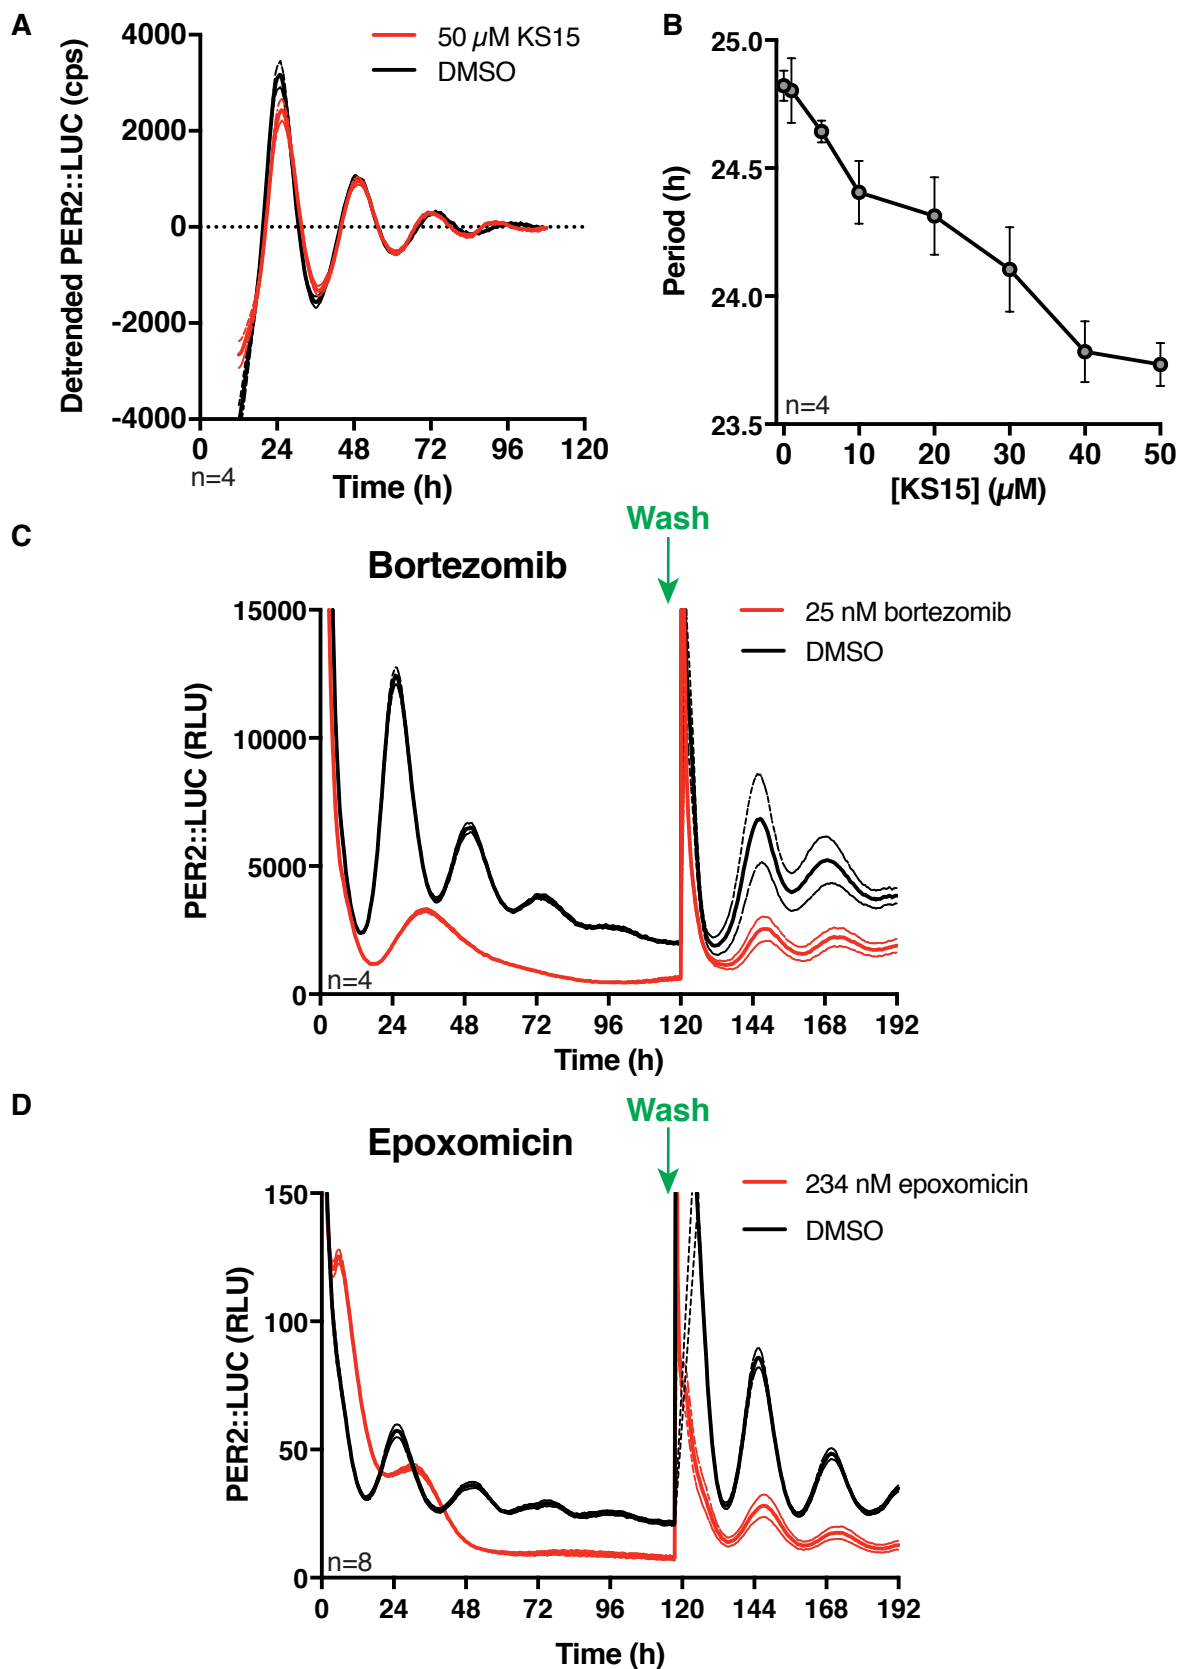 A
Detrended PER2::LUC (cps)
4000
2000
0
-2000
-4000
50 µM KS15
DMSO
0 24 48 72 96 120
n=4
Time (h)
B
Period (h)
25.0
24.5
24.0
23.5
n=4
0 10 20 30 40 50
[KS15] (µM)
C
Wash
Bortezomib
PER2::LUC (RLU)
15000
10000
5000
0
25 nM bortezomib
DMSO
n=4
0 24 48 72 96 120 144 168 192
Time (h)
D
Wash
Epoxomicin
PER2::LUC (RLU)
150
100
50
0
234 nM epoxomicin
DMSO
n=8
0 24 48 72 96 120 144 168 192
Time (h)